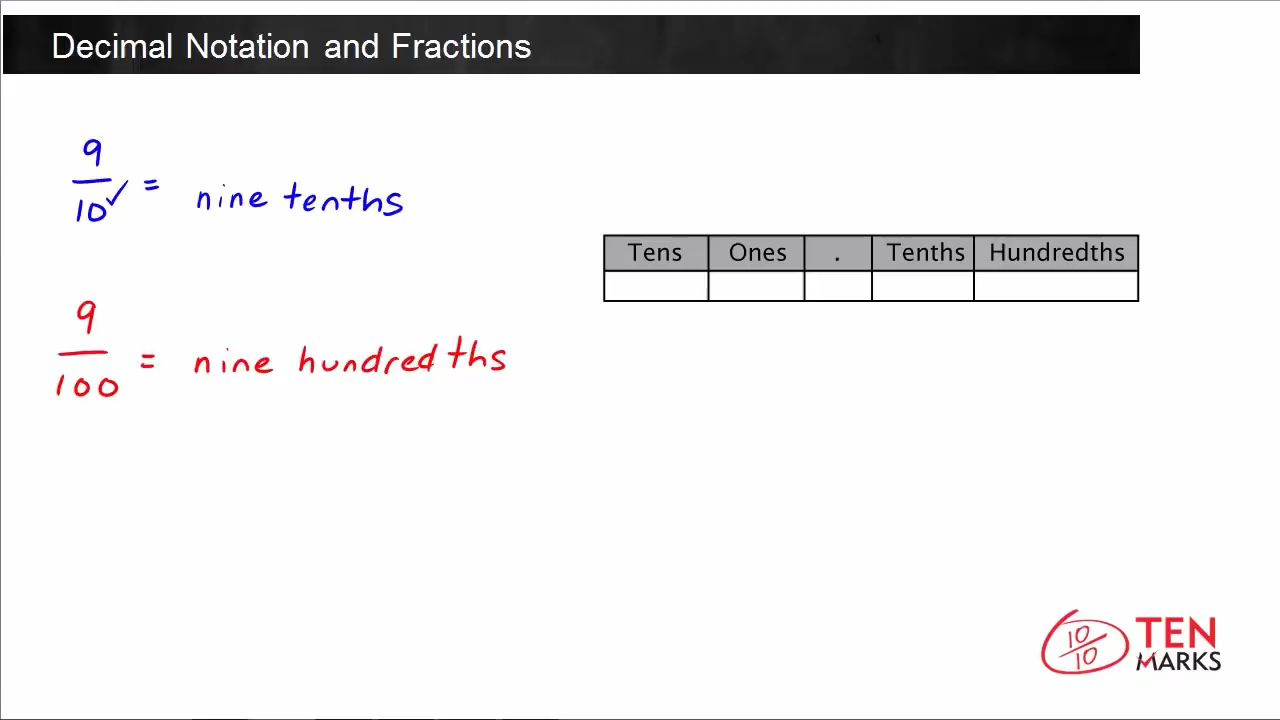 Decimal Notation and Fractions
9
10✓ = nine tenths
Tens Ones . Tenths Hundredths
9
100 = nine hundredths
10
10
TEN
MARKS